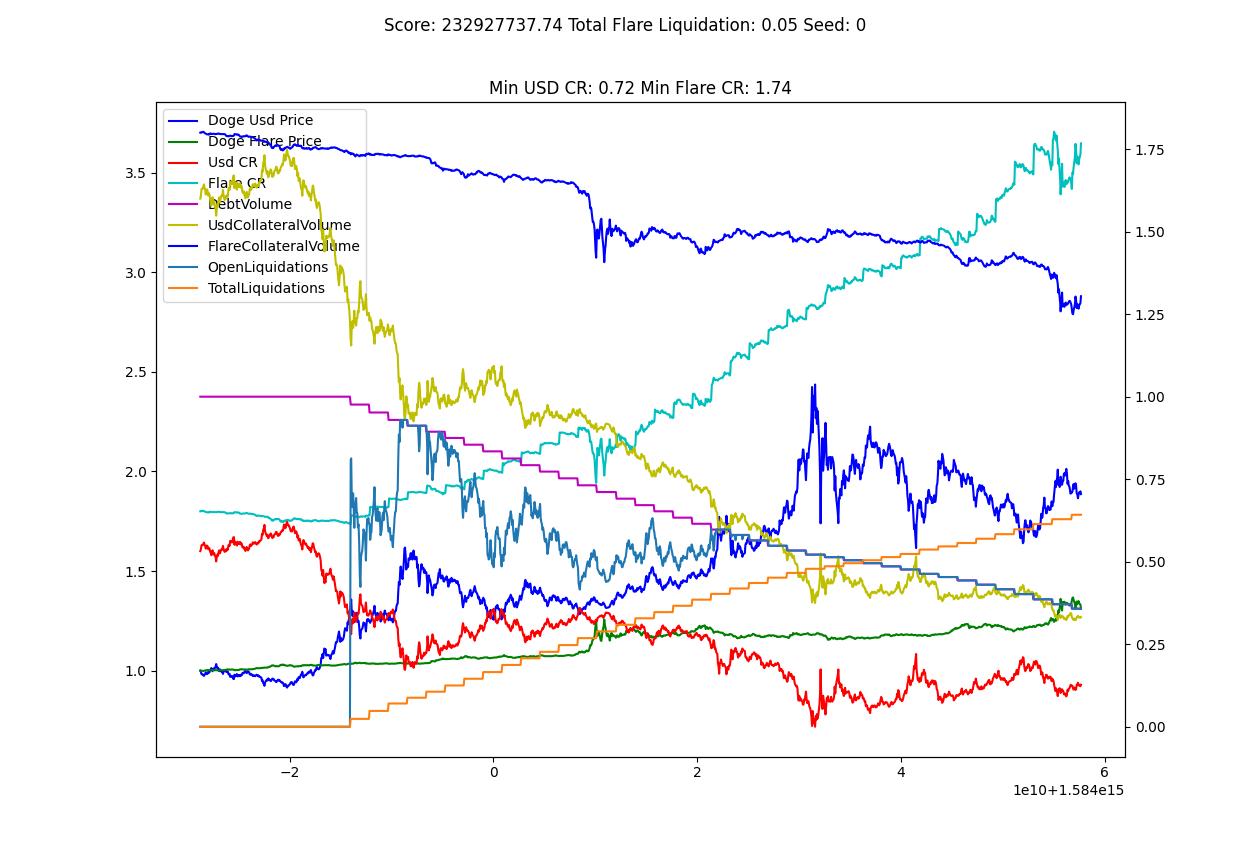 Score: 232927737.74 Total Flare Liquidation: 0.05 Seed: 0
Min USD CR: 0.72 Min Flare CR: 1.74
Doge Usd Price
Doge Flare Price
Usd CR
Flare CR
DebtVolume
UsdCollateralVolume
FlareCollateralVolume
OpenLiquidations
TotalLiquidations
3.5
3.0
2.5
2.0
1.5
1.0
1.75
1.50
1.25
1.00
0.75
0.50
0.25
0.00
−2 0 2 4 6
1e10+1.584e15